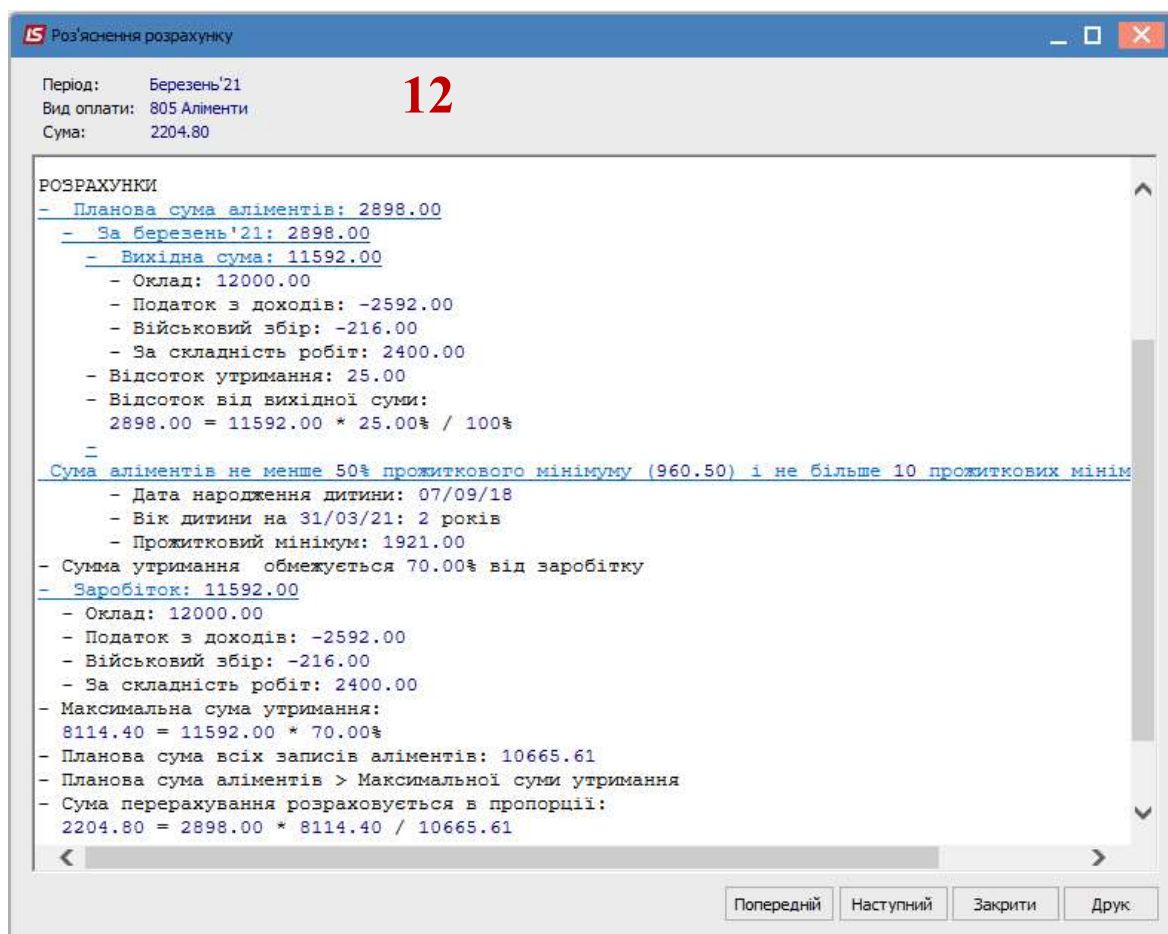 Роз'яснення розрахунку
Період: Березень'21
12
Вид оплати: 805 Аліменти
Сума: 2204.80
РОЗРАХУНКИ
- Планова сума аліментів: 2898.00
- За березень'21: 2898.00
- Вихідна сума: 11592.00
- Оклад: 12000.00
- Податок з доходів: -2592.00
- Військовий збір: -216.00
- За складність робіт: 2400.00
- Відсоток утримання: 25.00
- Відсоток від вихідної суми:
2898.00 = 11592.00 * 25.00% / 100%
-
Сума аліментів не менше 50% прожиткового мінімуму (960.50) і не більше 10 прожиткових мінім
- Дата народження дитини: 07/09/18
- Вік дитини на 31/03/21: 2 років
- Прожитковий мінімум: 1921.00
- Сумма утримання обмежується 70.00% від заробітку
- Заробіток: 11592.00
- Оклад: 12000.00
- Податок з доходів: -2592.00
- Військовий збір: -216.00
- За складність робіт: 2400.00
- Максимальна сума утримання:
8114.40 = 11592.00 * 70.00%
- Планова сума всіх записів аліментів: 10665.61
- Планова сума аліментів > Максимальної суми утримання
- Сума перерахування розраховується в пропорції:
2204.80 = 2898.00 * 8114.40 / 10665.61
Попередній Наступний Закрити Друк